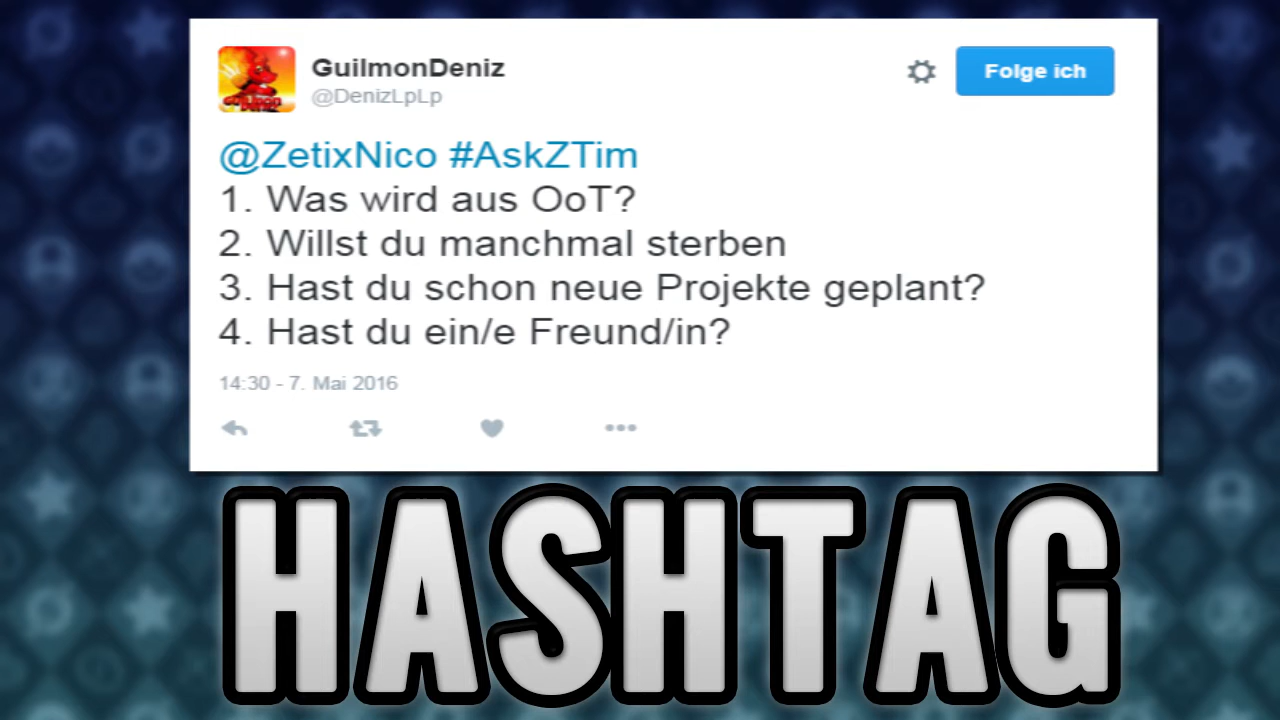 GuilmonDeniz
@DenizLpLp
Folge ich
@ZetixNico #AskZTim
1. Was wird aus OoT?
2. Willst du manchmal sterben
3. Hast du schon neue Projekte geplant?
4. Hast du ein/e Freund/in?
14:30 - 7. Mai 2016
HASHTAG